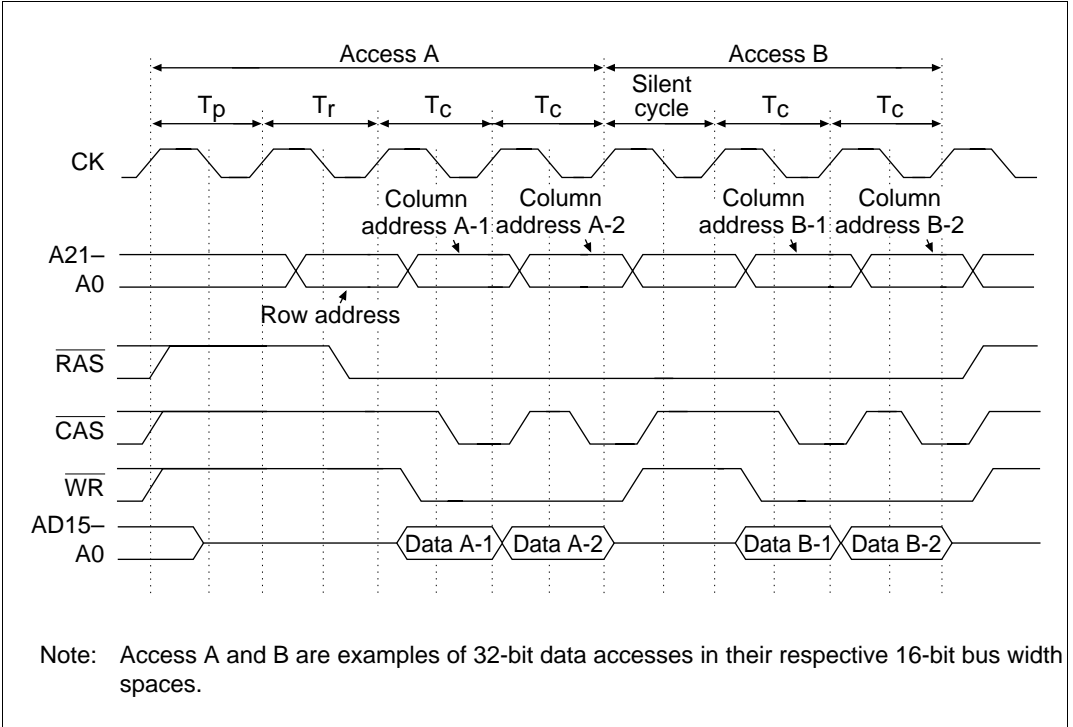 Access A
Access B
Silent
cycle
Tp
Tr
Tc
Tc
Tc
Tc
CK
Column
address A-1
Column
address A-2
Column
address B-1
Column
address B-2
A21–
A0
Row address
RAS
CAS
WR
AD15–
A0
Data A-1
Data A-2
Data B-1
Data B-2
Note: Access A and B are examples of 32-bit data accesses in their respective 16-bit bus width
spaces.